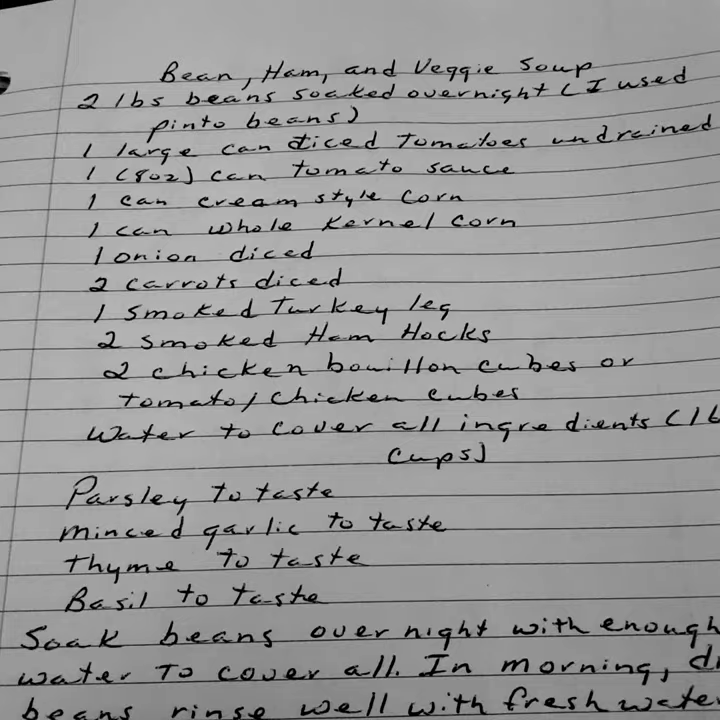 Bean, Ham, and Veggie Soup
2 lbs beans soaked overnight (I used
pinto beans)
1 large can diced tomatoes undrained
1 (8oz) can tomato sauce
1 can cream style corn
1 can whole kernel corn
1 onion diced
2 carrots diced
1 smoked Turkey leg
2 smoked Ham Hocks
2 chicken bouillon cubes or
tomato/chicken cubes
Water to cover all ingredients (16
cups)
Parsley to taste
minced garlic to taste
thyme to taste
Basil to taste
Soak beans overnight with enough
water to cover all. In morning,
beans rinse well with fresh water